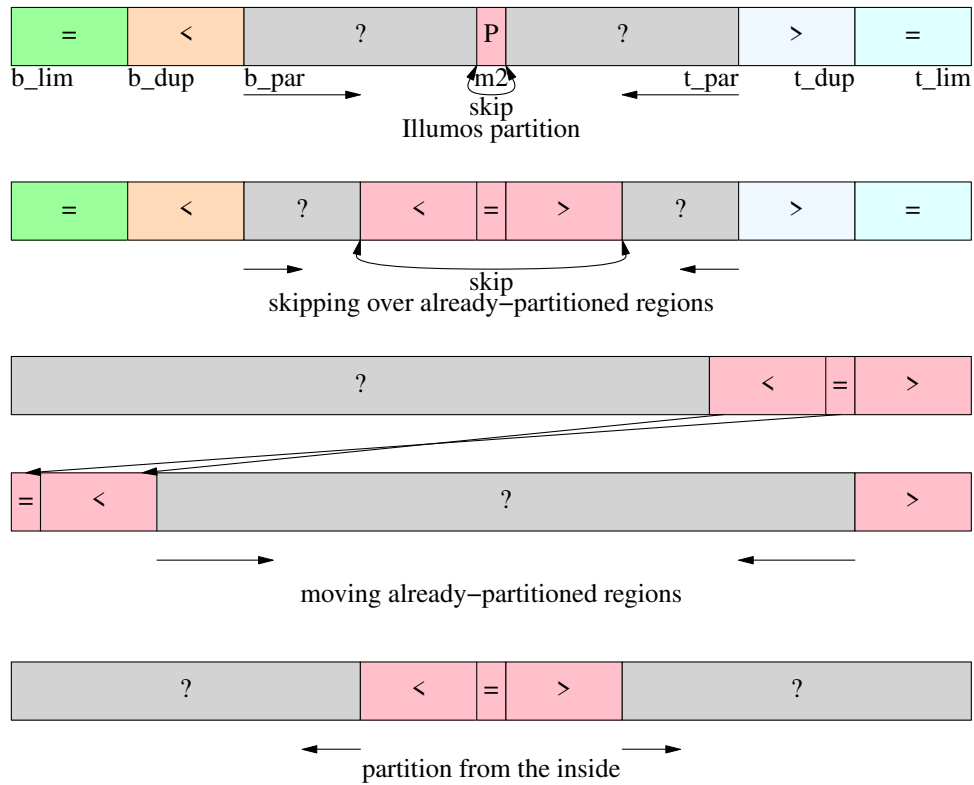 = < ? P ? > =
b_lim b_dup b_par m2 t_par t_dup t_lim
skip
Illumos partition
= < ? < = > ? > =
skip
skipping over already−partitioned regions
? < = >
= < ? >
moving already−partitioned regions
? < = > ?
partition from the inside